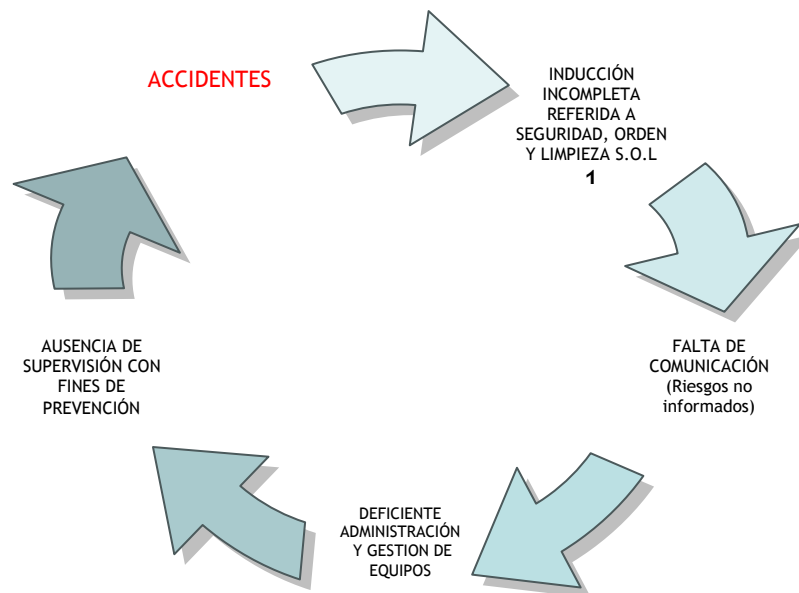 ACCIDENTES
INDUCCIÓN
INCOMPLETA
REFERIDA A
SEGURIDAD, ORDEN
Y LIMPIEZA S.O.L
1
FALTA DE
COMUNICACIÓN
(Riesgos no
informados)
DEFICIENTE
ADMINISTRACIÓN
Y GESTION DE
EQUIPOS
AUSENCIA DE
SUPERVISIÓN CON
FINES DE
PREVENCIÓN